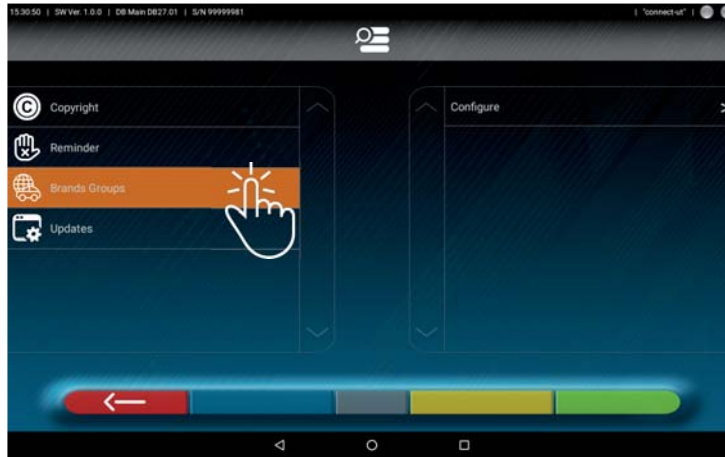 15:30:50 | SW Ver. 1.0.0 | DB Main DB27.01 | S/N 99999981 | "connect-ut" |
Copyright
Configure
Reminder
Brands Groups
Updates